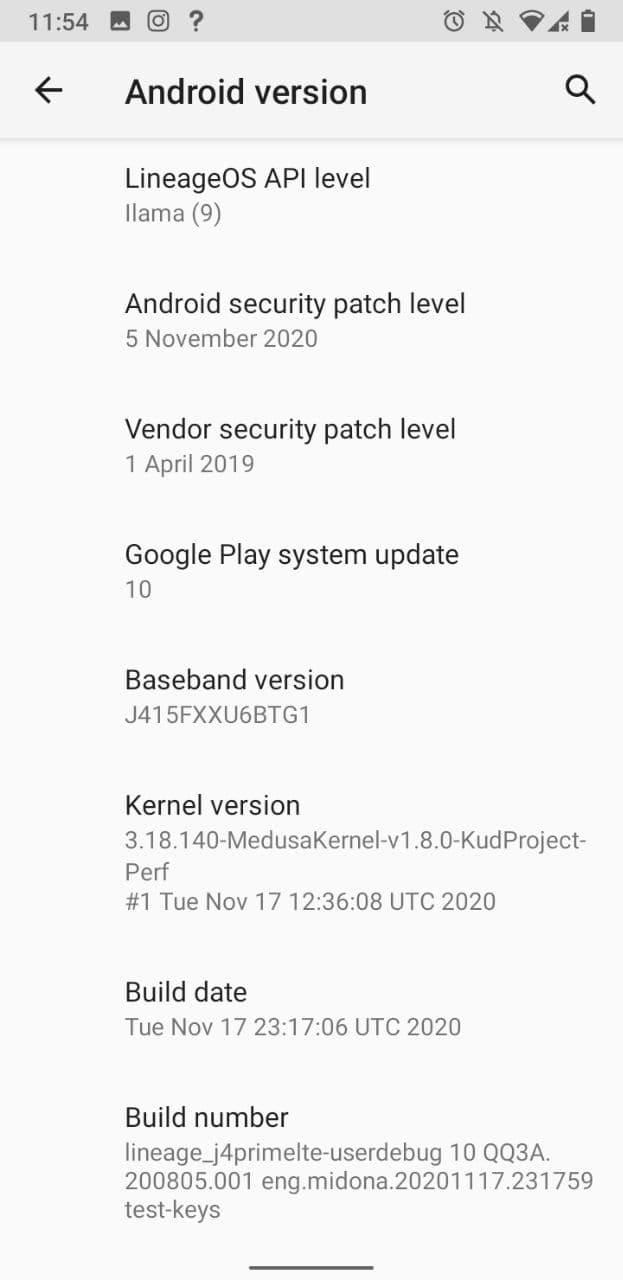 11:54
Android version
LineageOS API level
Ilama (9)
Android security patch level
5 November 2020
Vendor security patch level
1 April 2019
Google Play system update
10
Baseband version
J415FXXU6BTG1
Kernel version
3.18.140-MedusaKernel-v1.8.0-KudProject-
Perf
#1 Tue Nov 17 12:36:08 UTC 2020
Build date
Tue Nov 17 23:17:06 UTC 2020
Build number
lineage_j4primelte-userdebug 10 QQ3A.
200805.001 eng.midona.20201117.231759
test-keys